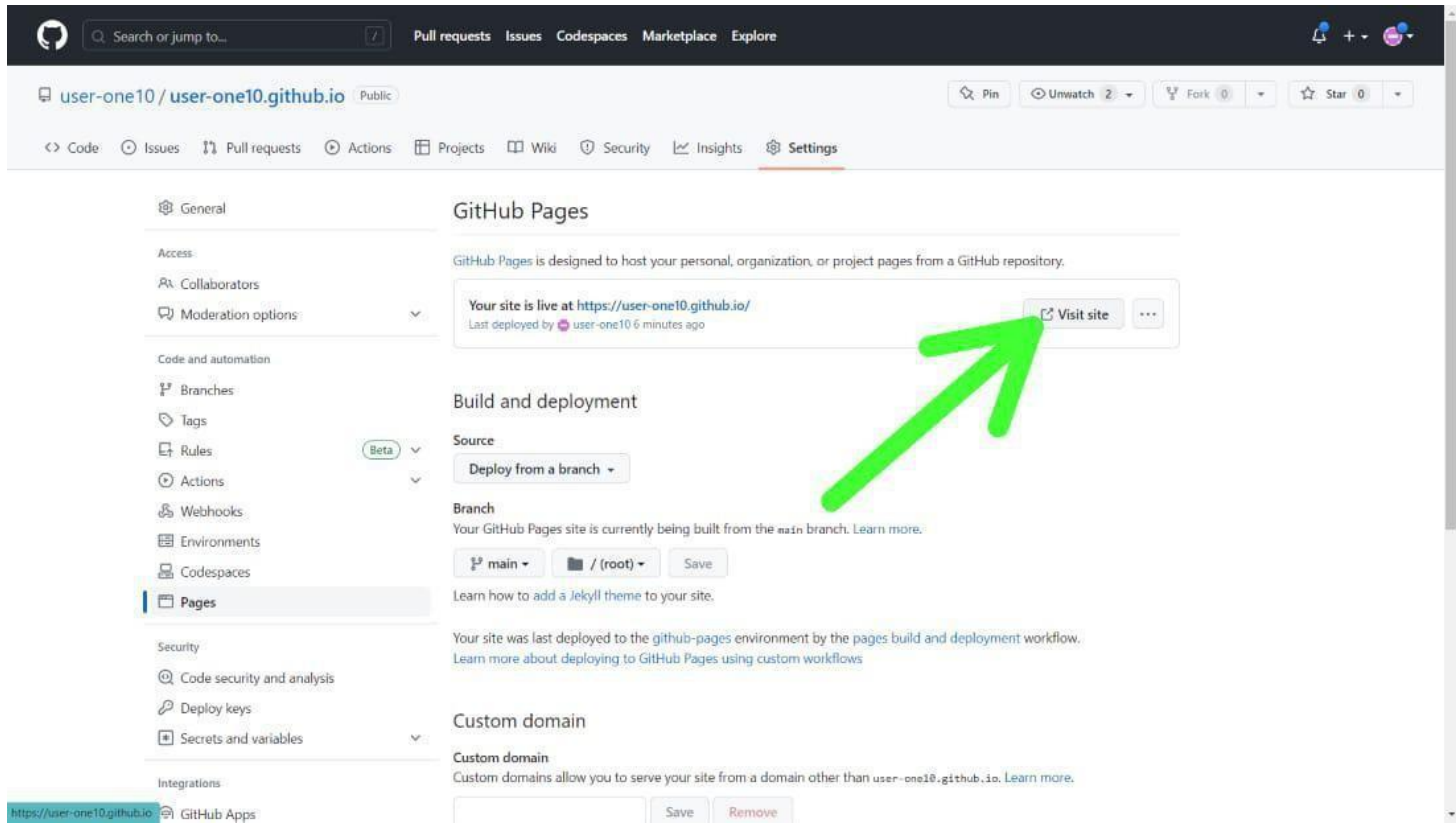 Search or jump to... /
Pull requests Issues Codespaces Marketplace Explore
user-one10 / user-one10.github.io Public
Pin Unwatch 2 Fork 0 Star 0
Code Issues Pull requests Actions Projects Wiki Security Insights Settings
General
Access
Collaborators
Moderation options
Code and automation
Branches
Tags
Rules Beta
Actions
Webhooks
Environments
Codespaces
Pages
Security
Code security and analysis
Deploy keys
Secrets and variables
Integrations
GitHub Apps
GitHub Pages
GitHub Pages is designed to host your personal, organization, or project pages from a GitHub repository.
Your site is live at https://user-one10.github.io/
Last deployed by user-one10 6 minutes ago
Visit site
Build and deployment
Source
Deploy from a branch
Branch
Your GitHub Pages site is currently being built from the main branch. Learn more.
main / (root) Save
Learn how to add a Jekyll theme to your site.
Your site was last deployed to the github-pages environment by the pages build and deployment workflow.
Learn more about deploying to GitHub Pages using custom workflows
Custom domain
Custom domain
Custom domains allow you to serve your site from a domain other than user-one10.github.io. Learn more.
Save Remove
https://user-one10.github.io